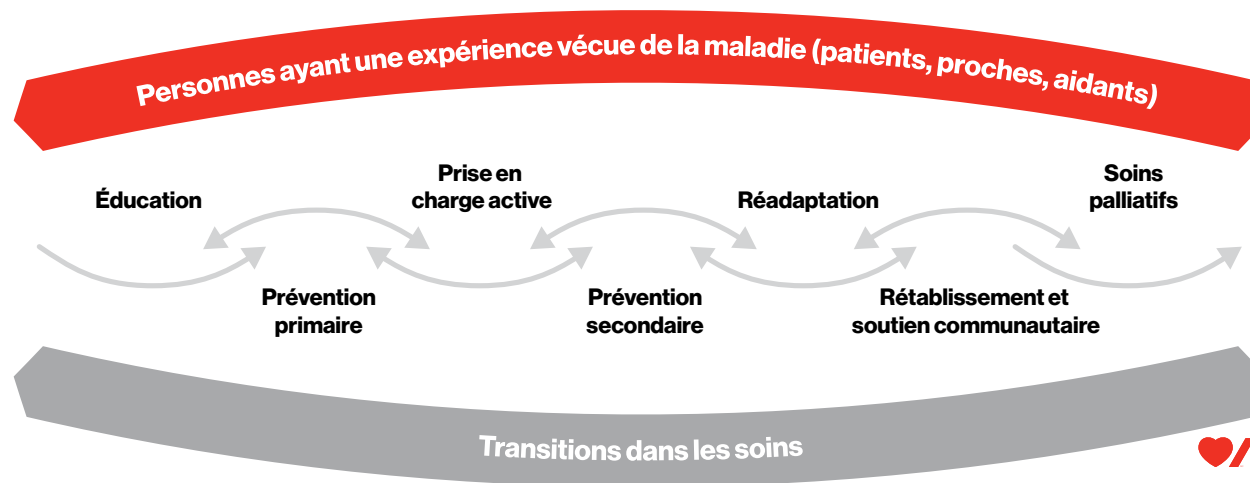 Personnes ayant une expérience vécue de la maladie (patients, proches, aidants)
Éducation
Prise en
charge active
Réadaptation
Soins
palliatifs
Prévention
primaire
Prévention
secondaire
Rétablissement et
soutien communautaire
Transitions dans les soins